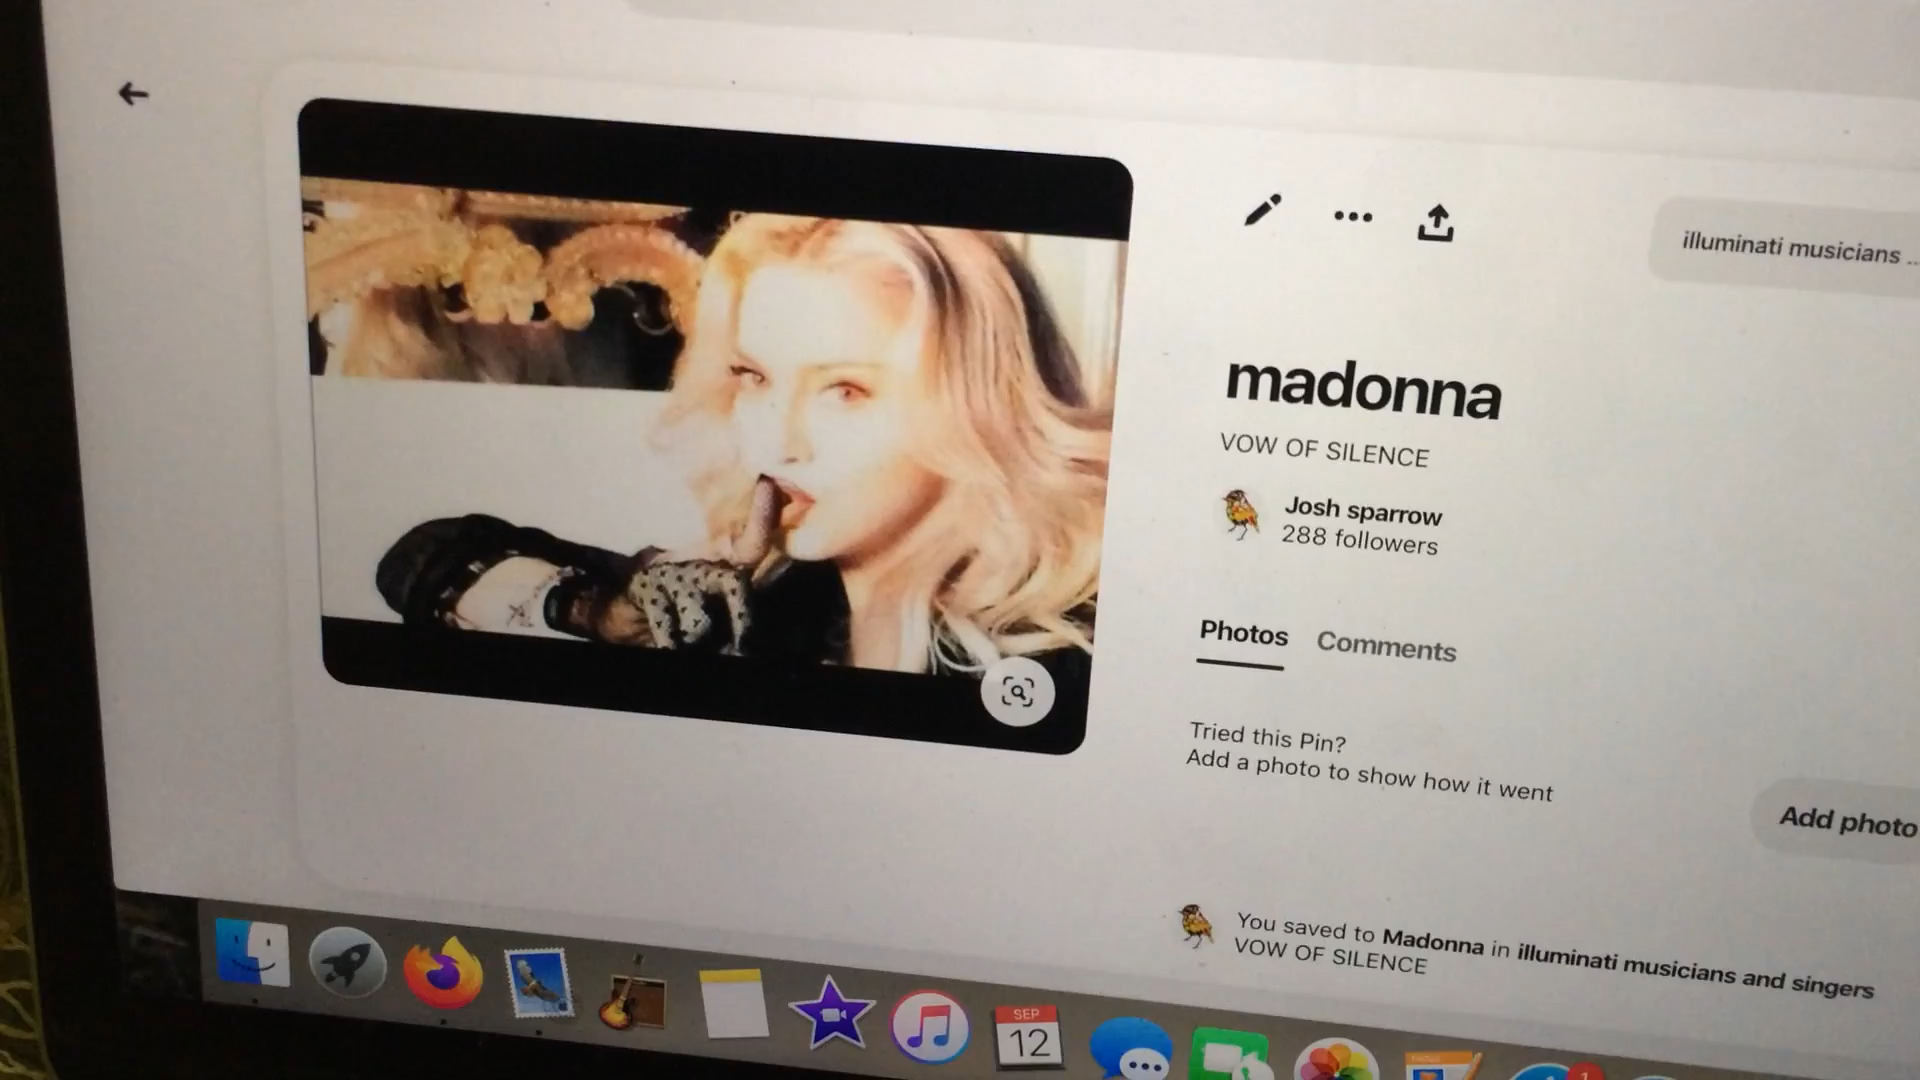 illuminati musicians ...
madonna
VOW OF SILENCE
Josh sparrow
288 followers
Photos Comments
Tried this Pin?
Add a photo to show how it went
Add photo
You saved to Madonna in illuminati musicians and singers
VOW OF SILENCE
SEP
12
1